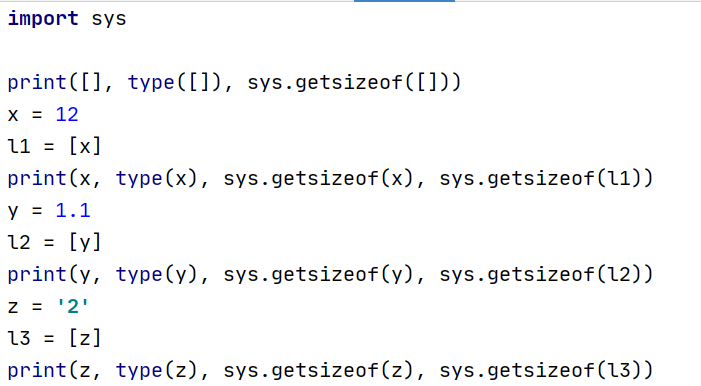 import sys
print([], type([]), sys.getsizeof([]))
x = 12
l1 = [x]
print(x, type(x), sys.getsizeof(x), sys.getsizeof(l1))
y = 1.1
l2 = [y]
print(y, type(y), sys.getsizeof(y), sys.getsizeof(l2))
z = '2'
l3 = [z]
print(z, type(z), sys.getsizeof(z), sys.getsizeof(l3))